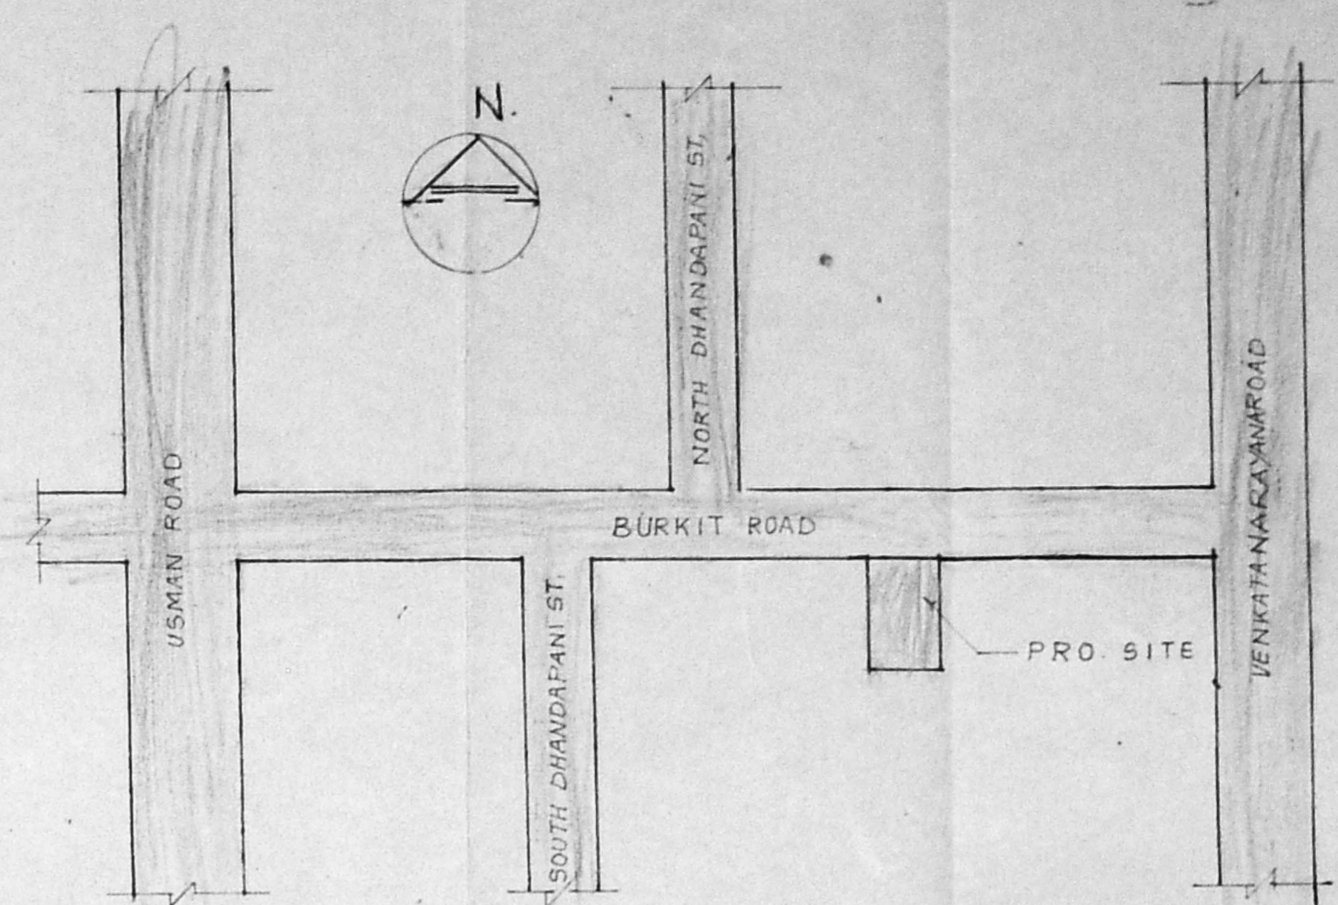 N.
NORTH DHANDAPANI ST.
USMAN ROAD
BURKIT ROAD
VENKATANARAYANAROAD
SOUTH DHANDAPANI ST.
PRO. SITE